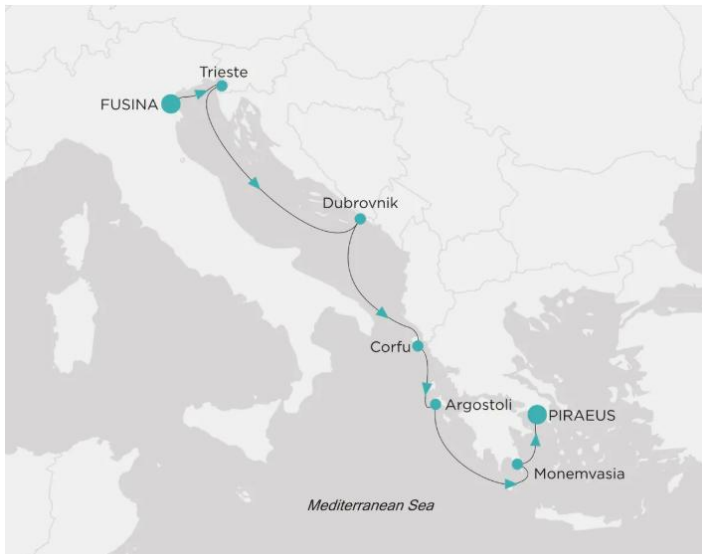 Trieste
FUSINA
Dubrovnik
Corfu
Argostoli
PIRAEUS
Monemvasia
Mediterranean Sea